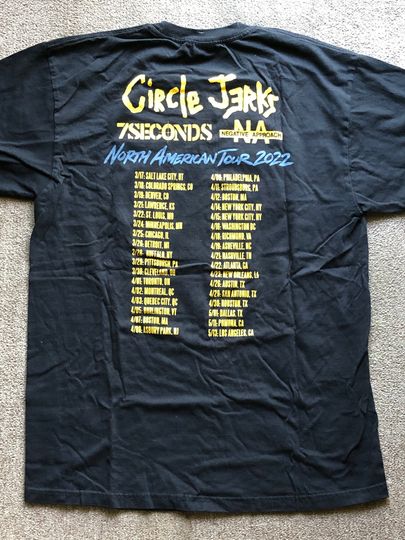 Circle Jerks
7SECONDS NA
NEGATIVE APPROACH
NORTH AMERICAN TOUR 2022
3/17: SALT LAKE CITY, UT
3/18: COLORADO SPRINGS, CO
3/19: DENVER, CO
3/21: LAWRENCE, KS
3/22: ST. LOUIS, MO
3/24: MINNEAPOLIS, MN
3/25: CHICAGO, IL
3/26: DETROIT, MI
3/28: BUFFALO, NY
3/29: PITTSBURGH, PA
3/30: CLEVELAND, OH
4/01: TORONTO, ON
4/02: MONTREAL, QC
4/03: QUEBEC CITY, QC
4/05: BURLINGTON, VT
4/07: BOSTON, MA
4/08: ASBURY PARK, NJ
4/09: PHILADELPHIA, PA
4/11: STROUDSBURG, PA
4/12: BOSTON, MA
4/14: NEW YORK CITY, NY
4/15: NEW YORK CITY, NY
4/16: WASHINGTON DC
4/18: RICHMOND, VA
4/19: ASHEVILLE, NC
4/21: NASHVILLE, TN
4/22: ATLANTA, GA
4/23: NEW ORLEANS, LA
4/26: AUSTIN, TX
4/29: SAN ANTONIO, TX
4/30: HOUSTON, TX
5/01: DALLAS, TX
5/11: POMONA, CA
5/13: LOS ANGELES, CA